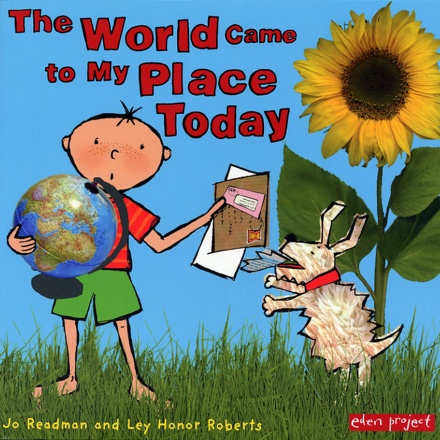 The World Came
to My Place
Today
Jo Readman and Ley Honor Roberts
eden project